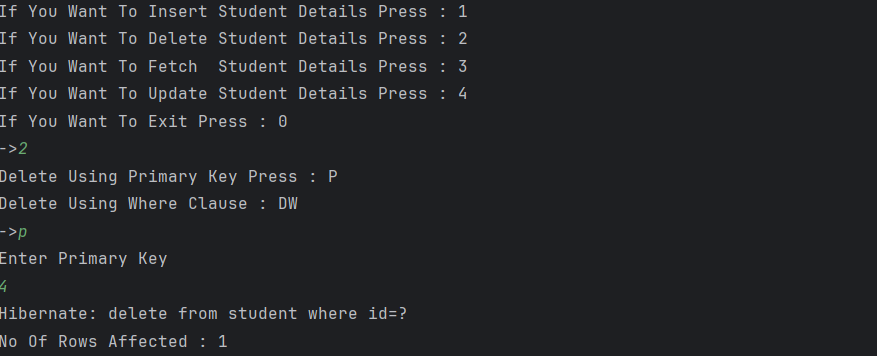 If You Want To Insert Student Details Press : 1
If You Want To Delete Student Details Press : 2
If You Want To Fetch  Student Details Press : 3
If You Want To Update Student Details Press : 4
If You Want To Exit Press : 0
->2
Delete Using Primary Key Press : P
Delete Using Where Clause : DW
->p
Enter Primary Key
4
Hibernate: delete from student where id=?
No Of Rows Affected : 1